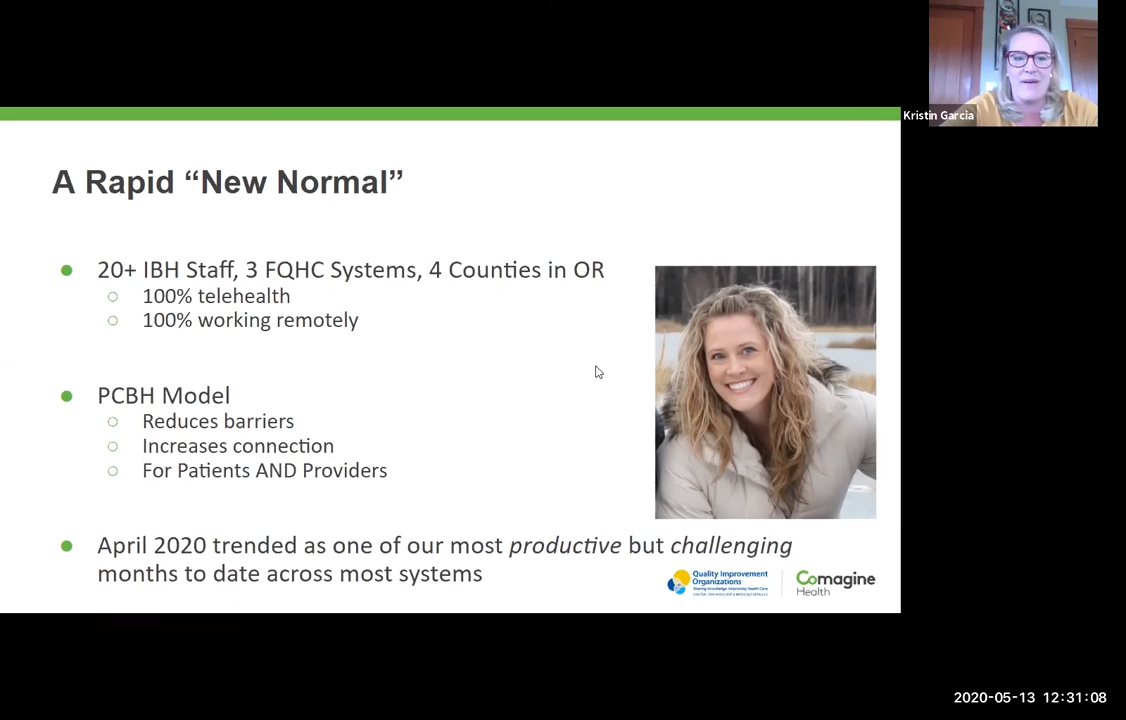 Kristin Garcia
A Rapid “New Normal”
20+ IBH Staff, 3 FQHC Systems, 4 Counties in OR
100% telehealth
100% working remotely
PCBH Model
Reduces barriers
Increases connection
For Patients AND Providers
April 2020 trended as one of our most productive but challenging
months to date across most systems
Quality Improvement
Organizations
Comagine
Health
2020-05-13 12:31:08